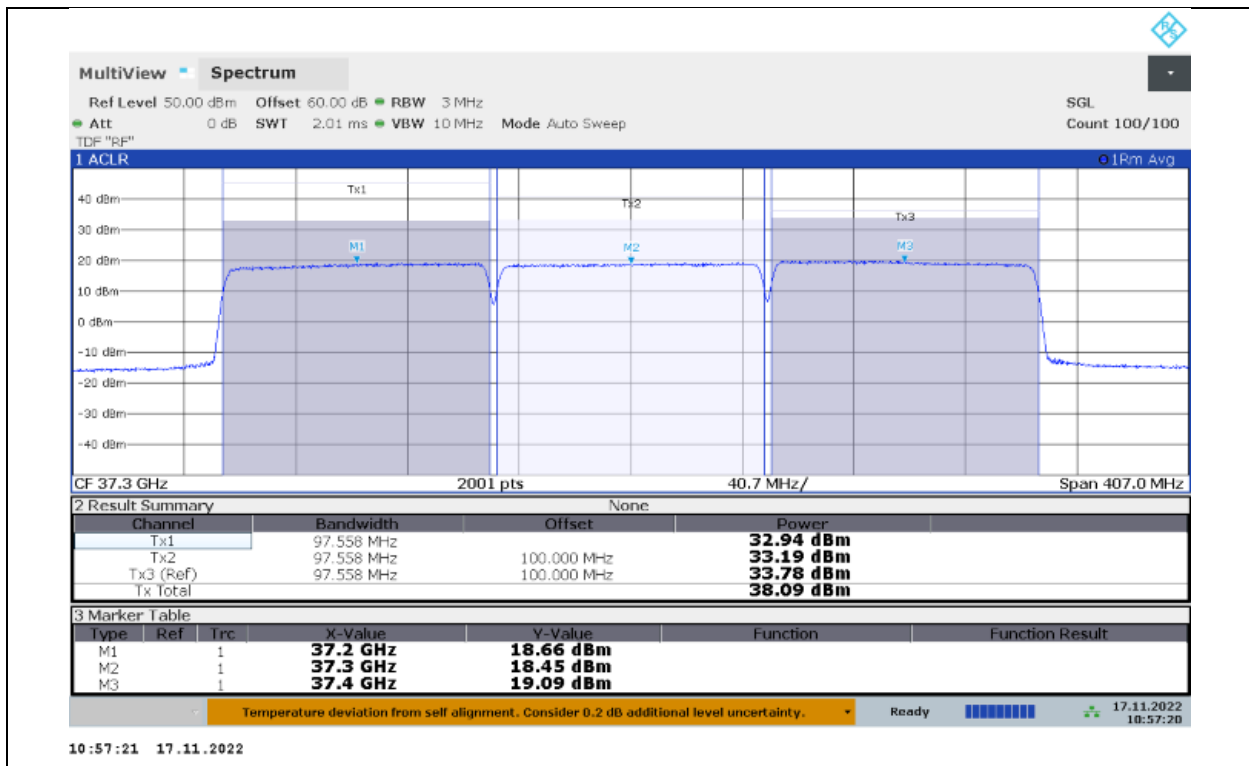 R S
MultiView Spectrum
Ref Level 50.00 dBm Offset 60.00 dB RBW 3 MHz SGL
Att 0 dB SWT 2.01 ms VBW 10 MHz Mode Auto Sweep Count 100/100
TDF "RF"
1 ACLR 1Rm Avg
Tx1
40 dBm
Tx2
Tx3
30 dBm
M1 M2 M3
20 dBm
10 dBm
0 dBm
-10 dBm
-20 dBm
-30 dBm
-40 dBm
CF 37.3 GHz 2001 pts 40.7 MHz/ Span 407.0 MHz
2 Result Summary None
Channel Bandwidth Offset Power
Tx1 97.558 MHz 32.94 dBm
Tx2 97.558 MHz 100.000 MHz 33.19 dBm
Tx3 (Ref) 97.558 MHz 100.000 MHz 33.78 dBm
Tx Total 38.09 dBm
3 Marker Table
Type Ref Trc X-Value Y-Value Function Function Result
M1 1 37.2 GHz 18.66 dBm
M2 1 37.3 GHz 18.45 dBm
M3 1 37.4 GHz 19.09 dBm
Temperature deviation from self alignment. Consider 0.2 dB additional level uncertainty. Ready 17.11.2022
10:57:20
10:57:21 17.11.2022